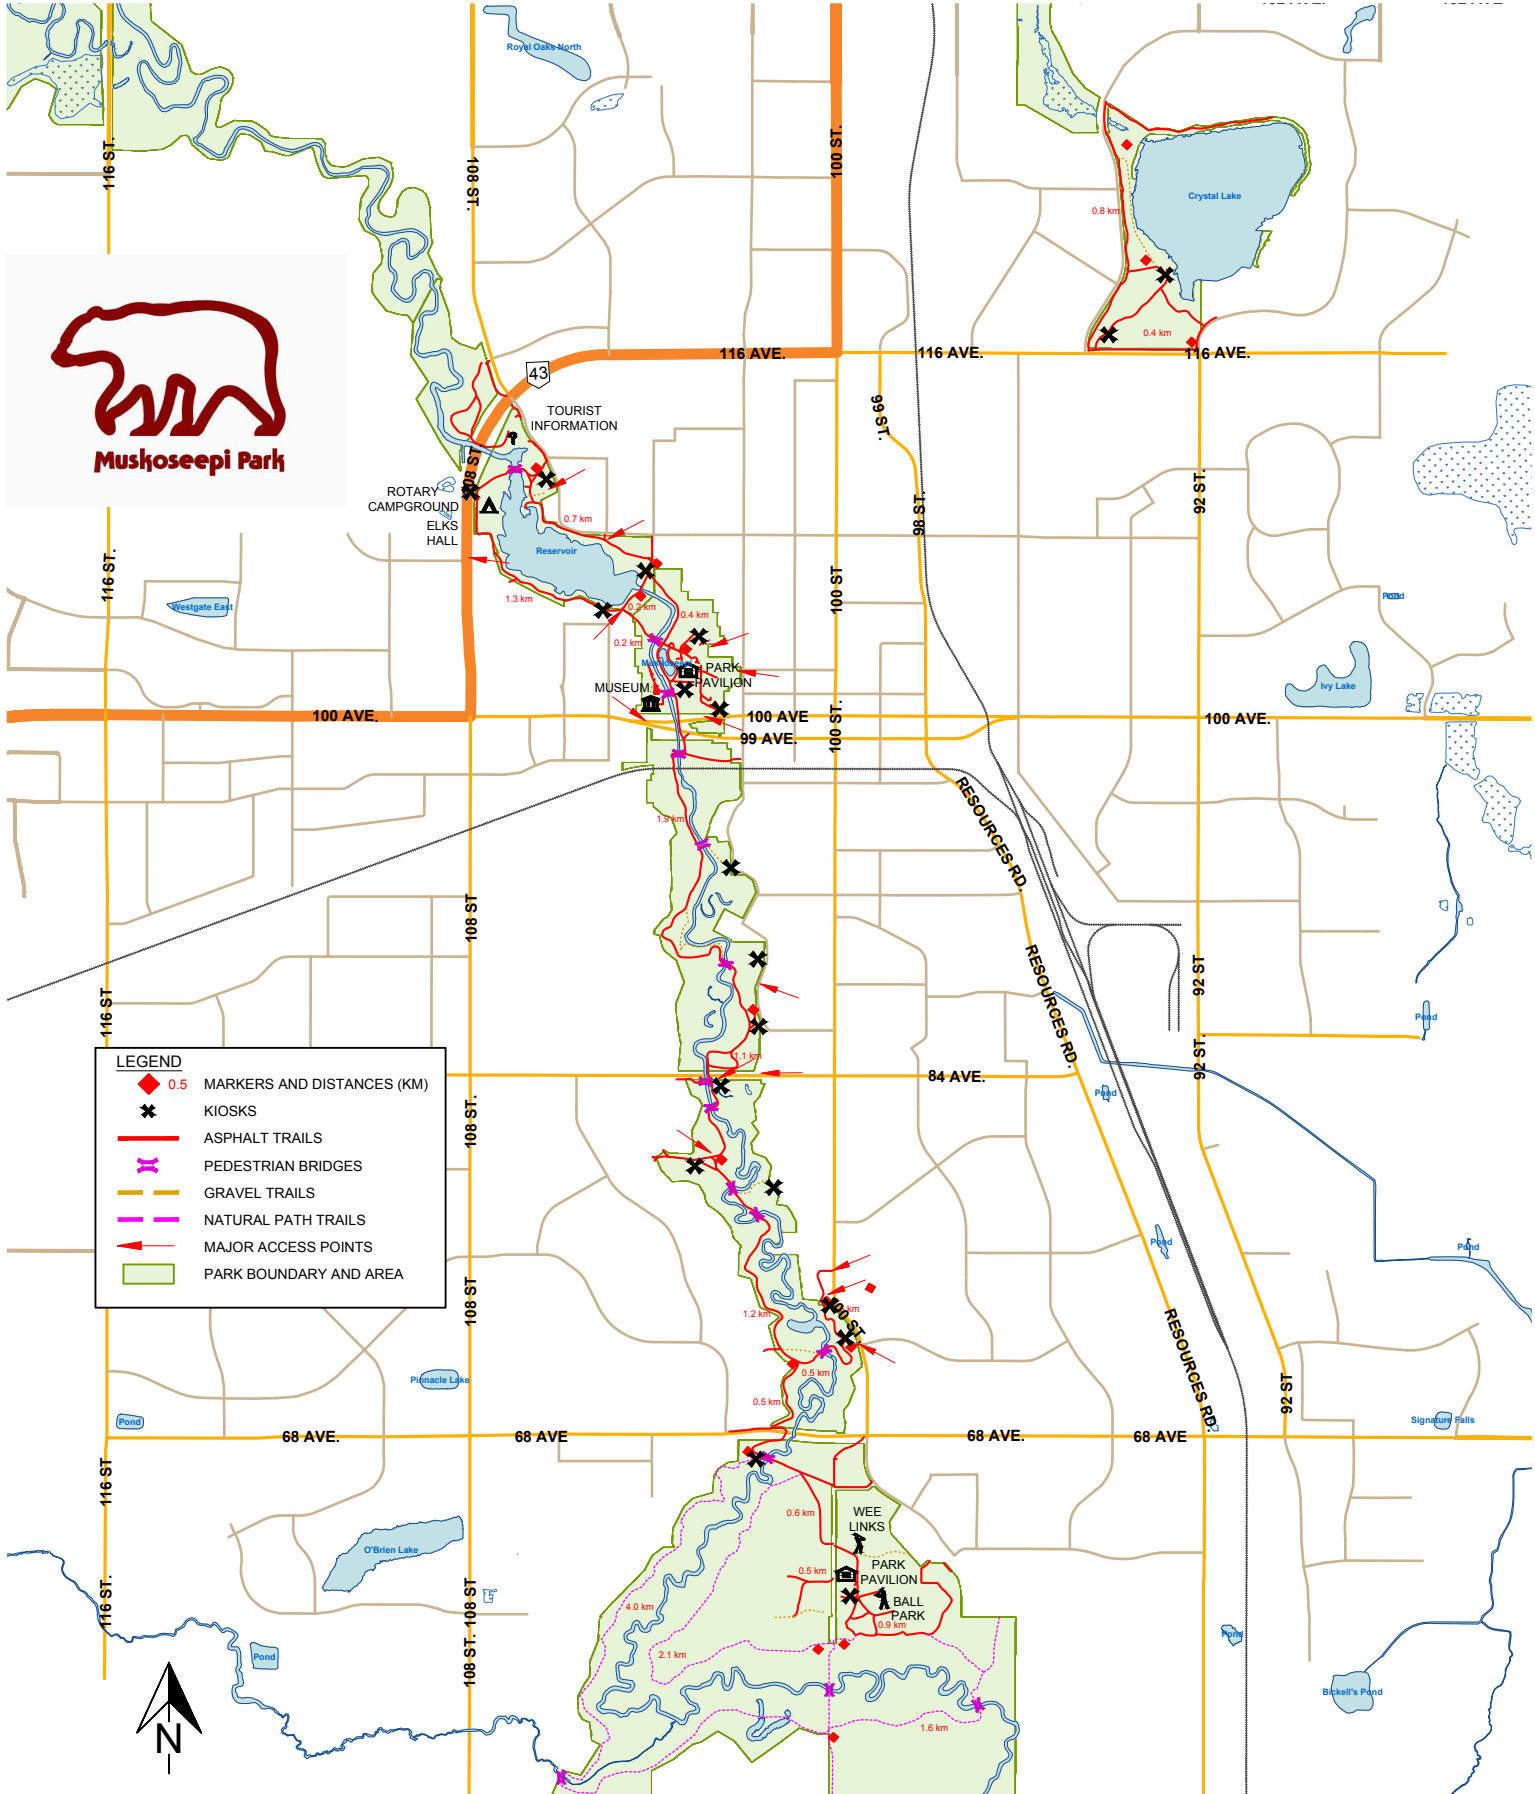 Royal Oaks North
116 ST.
108 ST.
100 ST.
Crystal Lake
0.8 km
0.4 km
116 AVE.
116 AVE.
116 AVE.
43
Muskoseepi Park
TOURIST
INFORMATION
99 ST.
108 ST
ROTARY
CAMPGROUND
ELKS
HALL
92 ST.
98 ST.
0.7 km
Reservoir
116 ST.
1.3 km
Westgate East
0.2 km
0.4 km
100 ST
Pond
0.2 km
PARK
PAVILION
MUSEUM
Ivy Lake
100 AVE.
100 AVE
100 ST.
100 AVE.
99 AVE.
RESOURCES RD.
1.9 km
108 ST
RESOURCES RD.
92 ST
116 ST
Pond
1.1 km
92 ST.
LEGEND
0.5 MARKERS AND DISTANCES (KM)
KIOSKS
ASPHALT TRAILS
PEDESTRIAN BRIDGES
GRAVEL TRAILS
NATURAL PATH TRAILS
MAJOR ACCESS POINTS
PARK BOUNDARY AND AREA
84 AVE.
Pond
108 ST.
Pond
Pond
108 ST
1.2 km
km
00 ST
RESOURCES RD.
Pinnacle Lake
0.5 km
0.5 km
92 ST
Pond
Signature Falls
68 AVE.
68 AVE
68 AVE.
68 AVE
116 ST
WEE
LINKS
0.6 km
O'Brien Lake
PARK
PAVILION
0.5 km
BALL
PARK
0.9 km
4.0 km
116 ST.
108 ST
108 ST.
Pond
2.1 km
Pond
Bickell's Pond
1.6 km
N